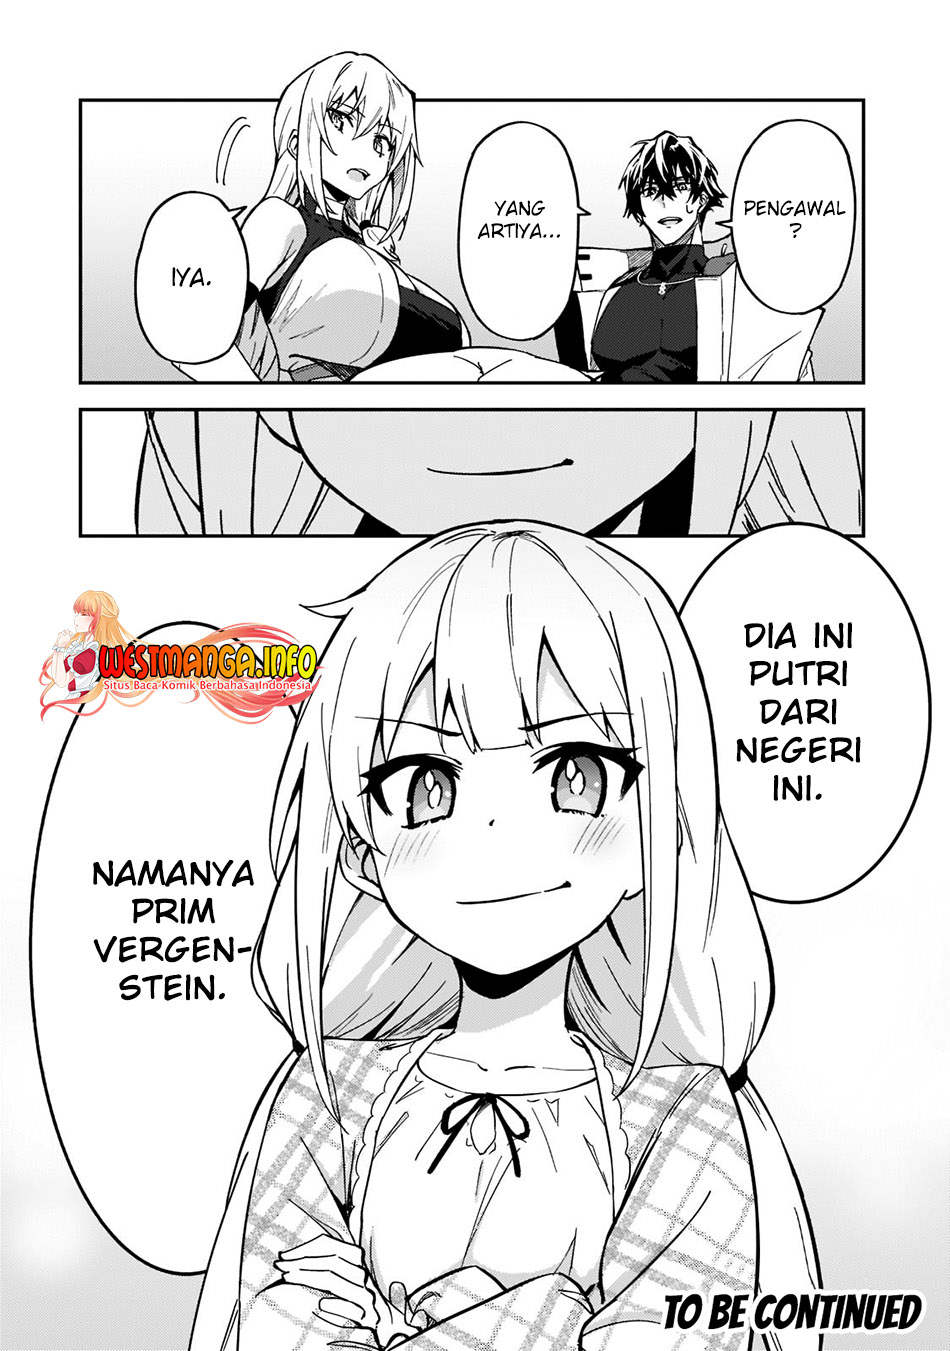 PENGAWAL
?
YANG
ARTIYA...
IYA.
DIA INI
PUTRI
DARI
NEGERI
INI.
WESTMANGA.INFO
Situs Baca Komik Berbahasa Indonesia
NAMANYA
PRIM
VERGEN-
STEIN.
TO BE CONTINUED